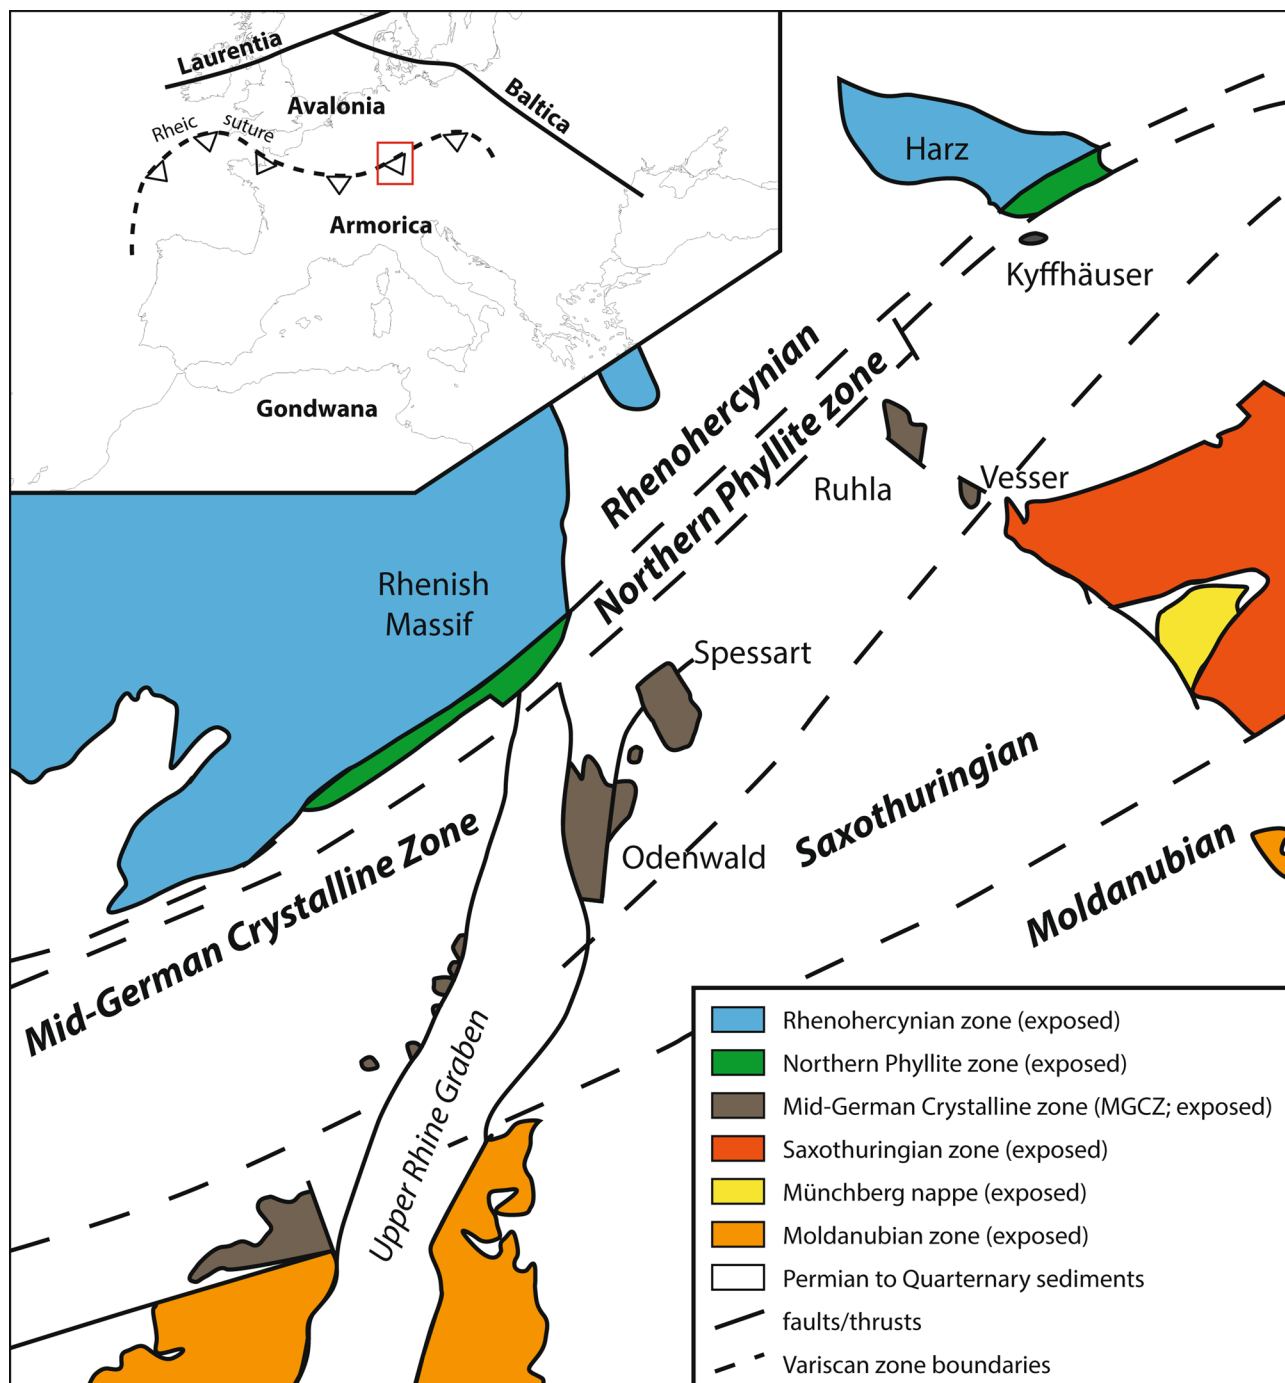 Laurentia
Avalonia
Baltica
Rheic suture
Armorica
Gondwana
Harz
Kyffhäuser
Rhenohercynian
Northern Phyllite zone
Ruhla
Vesser
Rhenish
Massif
Spessart
Odenwald
Saxothuringian
Moldanubian
Mid-German Crystalline Zone
Upper Rhine Graben
Rhenohercynian zone (exposed)
Northern Phyllite zone (exposed)
Mid-German Crystalline zone (MGCZ; exposed)
Saxothuringian zone (exposed)
Münchberg nappe (exposed)
Moldanubian zone (exposed)
Permian to Quarternary sediments
faults/thrusts
Variscan zone boundaries